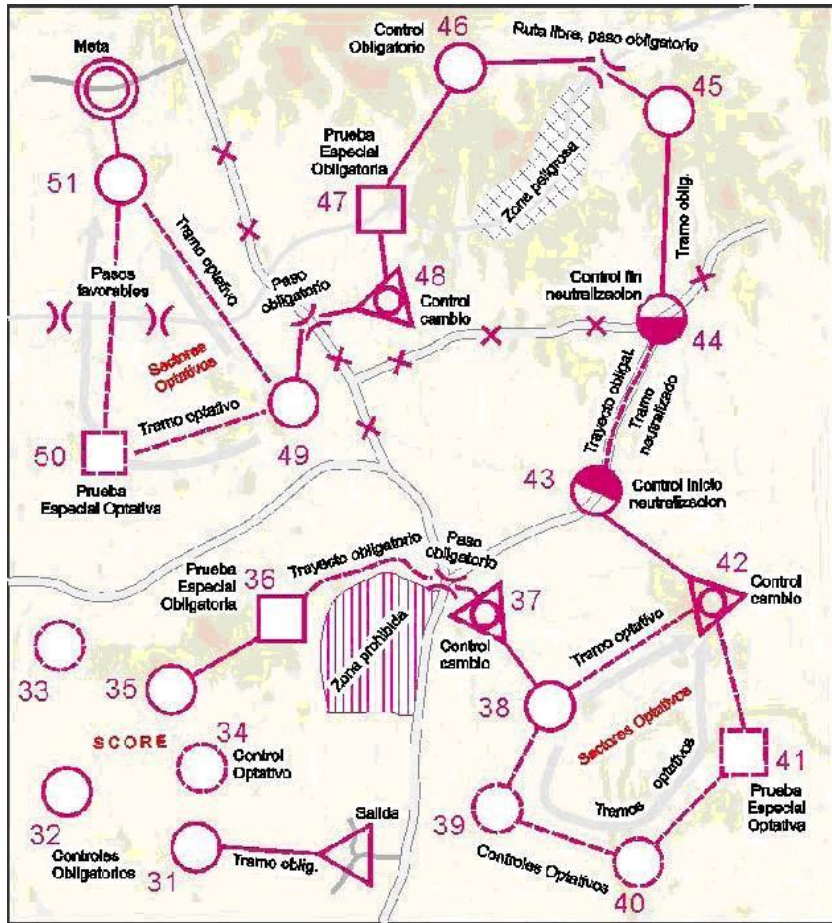 Meta
46
Control
Obligatorio
Ruta libre, paso obligatorio
45
51
Prueba
Especial
Obligatoria
47
Zona peligrosa
Tramo oblig.
Tramo optativo
Pasos
favorables
Paso
obligatorio
48
Control
cambio
Control fin
neutralizacion
44
Sectores
Optativos
Tramo optativo
Trayecto obligat.
Tramo
neutralizado
50
49
Prueba
Especial Optativa
43
Control inicio
neutralizacion
Prueba
Especial
Obligatoria
36
Trayecto obligatorio
Paso
obligatorio
42
Control
cambio
37
Zona prohibida
Control
cambio
Tramo optativo
33
35
38
Sectores Optativos
SCORE
34
Control
Optativo
41
Tramos optativos
Prueba
Especial
Optativa
32
Salida
39
Controles
Obligatorios
31
Tramo oblig.
Controles Optativos
40